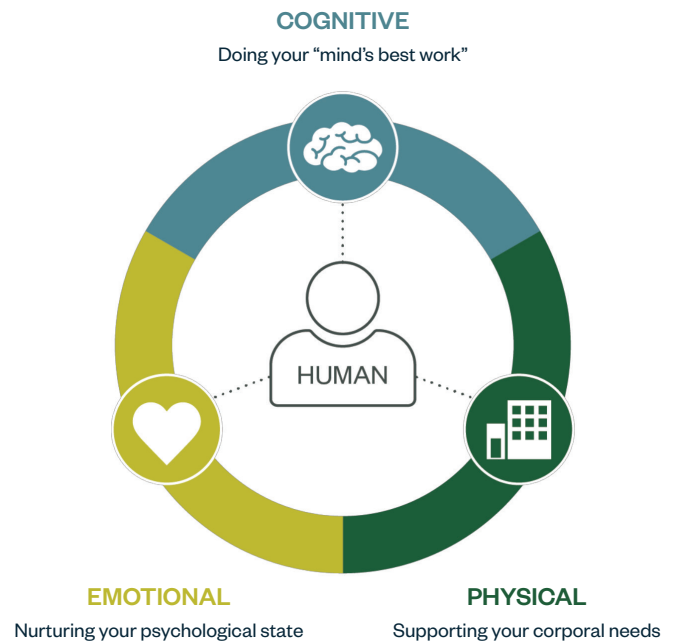 COGNITIVE
Doing your “mind’s best work”
HUMAN
EMOTIONAL
Nurturing your psychological state
PHYSICAL
Supporting your corporal needs